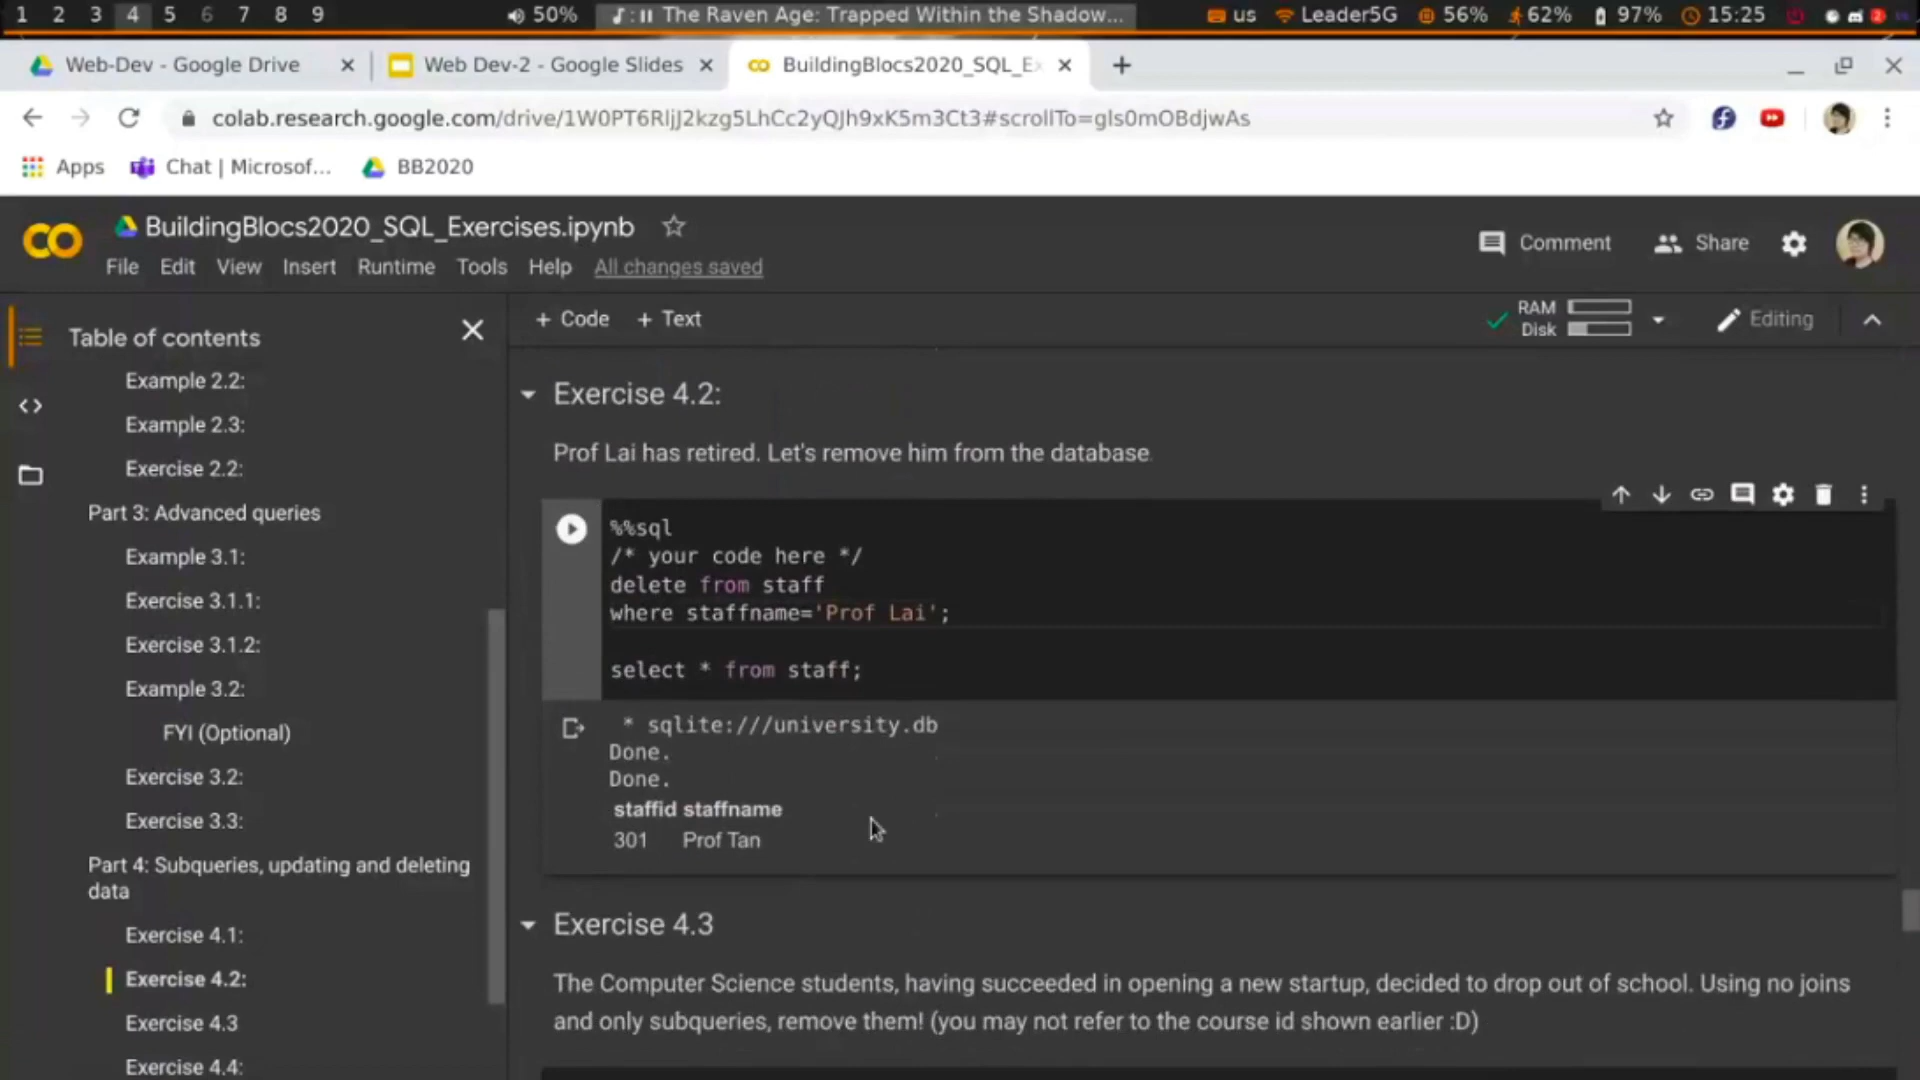 1 2 3 4 5 6 7 8 9 50% The Raven Age: Trapped Within the Shadow... us Leader5G 56% 62% 97% 15:25
Web-Dev - Google Drive Web Dev-2 - Google Slides BuildingBlocs2020_SQL_E
colab.research.google.com/drive/1W0PT6RljJ2kzg5LhCc2yQJh9xK5m3Ct3#scrollTo=gls0mOBdjwAs
Apps Chat | Microsof... BB2020
BuildingBlocs2020_SQL_Exercises.ipynb
Comment Share
File Edit View Insert Runtime Tools Help All changes saved
+ Code + Text
RAM
Disk
Editing
Table of contents
Example 2.2:
Example 2.3:
Exercise 2.2:
Part 3: Advanced queries
Example 3.1:
Exercise 3.1.1:
Exercise 3.1.2:
Example 3.2:
FYI (Optional)
Exercise 3.2:
Exercise 3.3:
Part 4: Subqueries, updating and deleting
data
Exercise 4.1:
Exercise 4.2:
Exercise 4.3
Exercise 4.4:
Exercise 4.2:
Prof Lai has retired. Let's remove him from the database.
%%sql
/* your code here */
delete from staff
where staffname='Prof Lai';
select * from staff;
* sqlite:///university.db
Done.
Done.
staffid staffname
301 Prof Tan
Exercise 4.3
The Computer Science students, having succeeded in opening a new startup, decided to drop out of school. Using no joins
and only subqueries, remove them! (you may not refer to the course id shown earlier :D)